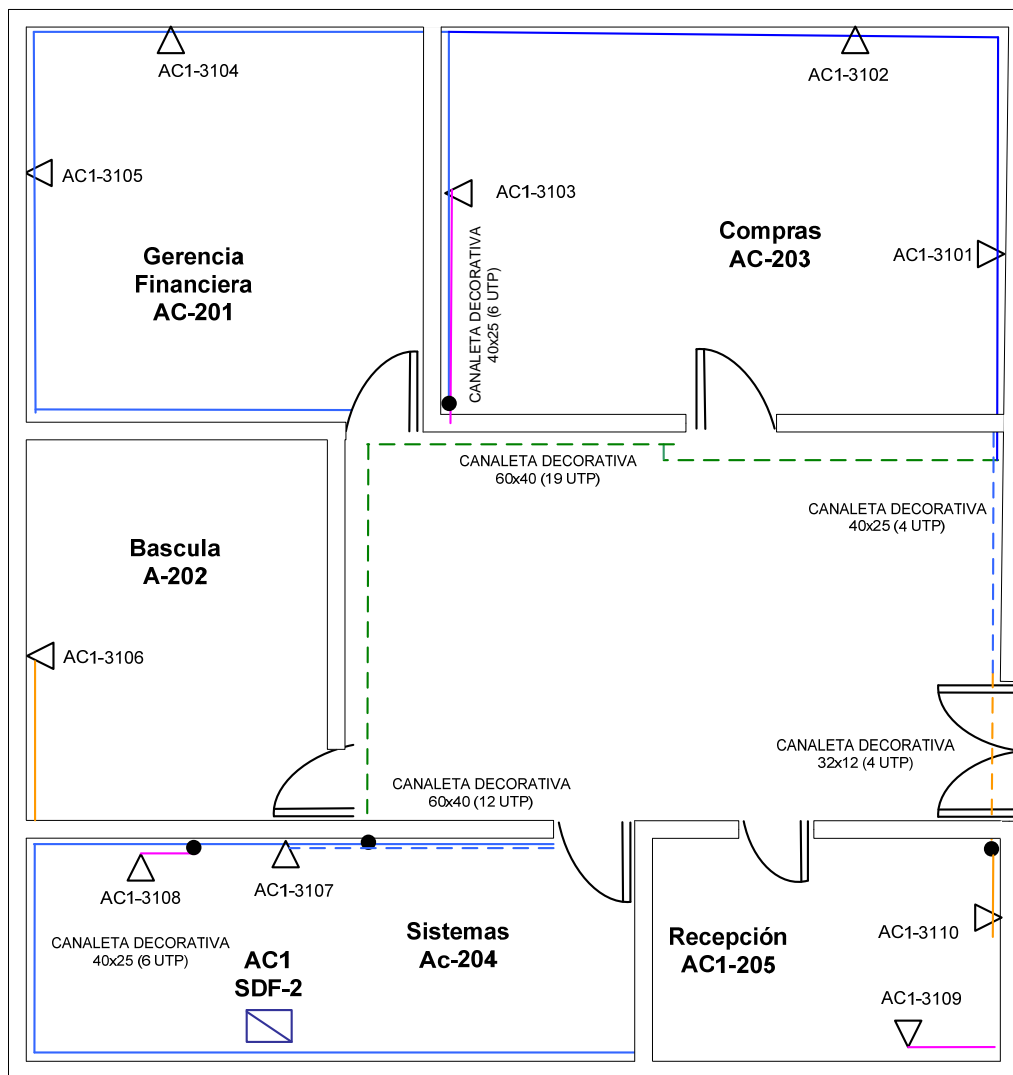 AC1-3104
AC1-3102
AC1-3105
AC1-3103
Compras
AC-203
AC1-3101
Gerencia
Financiera
AC-201
CANALETA DECORATIVA
40x25 (6 UTP)
CANALETA DECORATIVA
60x40 (19 UTP)
CANALETA DECORATIVA
40x25 (4 UTP)
Bascula
A-202
AC1-3106
CANALETA DECORATIVA
32x12 (4 UTP)
CANALETA DECORATIVA
60x40 (12 UTP)
AC1-3108
AC1-3107
CANALETA DECORATIVA
40x25 (6 UTP)
AC1
SDF-2
Sistemas
Ac-204
Recepción
AC1-205
AC1-3110
AC1-3109